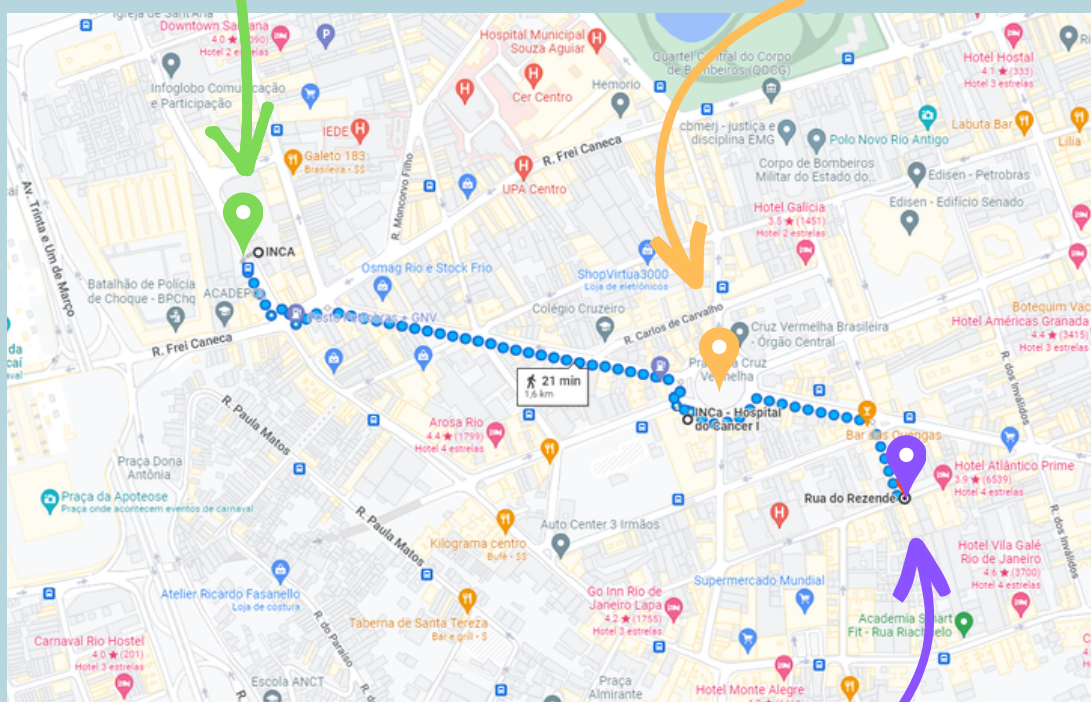 Igreja de Sant'Ana
Downtown Santana
Hotel 2 estrelas
Infoglobo Comunicação
e Participação
IEDE
Galeto 183
Brasileira · $$
P
Hospital Municipal
Souza Aguiar
Cer Centro
Hemorio
UPA Centro
R. Frei Caneca
R. Moncorvo Filho
Quartel Central do Corpo
de Bombeiros (QOCG)
cbmerj - justiça e
disciplina EMG
Polo Novo Rio Antigo
Corpo de Bombeiros
Militar do Estado do...
Hotel Hostal
4.1 ★ (333)
Hotel 3 estrelas
Labuta Bar
Lilia
Edisen - Petrobras
Edisen - Edifício Senado
Hotel Galicia
3.5 ★ (1451)
Hotel 2 estrelas
Av. Trinta e Um de Março
INCA
Osmag Rio e Stock Frio
Batalhão de Polícia
de Choque - BPChq
R. Frei Caneca
ShopVirtua3000
Loja de eletrônicos
Colégio Cruzeiro
R. Carlos de Carvalho
Cruz Vermelha Brasileira
- Órgão Central
Hotel Américas Granada
4.4 ★ (3415)
Hotel 3 estrelas
R. dos Inválidos
21 min
1,6 km
INCa - Hospital
do Câncer I
Arosa Rio
4.4 ★ (1799)
Hotel 4 estrelas
R. Paula Matos
Praça Dona
Antônia
Praça da Apoteose
Praça onde acontecem eventos de carnaval
Rua do Rezende
Hotel Atlântico Prime
3.9 ★ (6539)
Hotel 4 estrelas
R. dos Inválidos
R. Paula Matos
Kilograma centro
Bufê · $$
Auto Center 3 Irmãos
Hotel Vila Galé
Rio de Janeiro
4.6 ★ (3700)
Hotel 4 estrelas
Atelier Ricardo Fasanello
Loja de costura
Taberna de Santa Tereza
Bar e grill · $
Go Inn Rio de
Janeiro Lapa
4.2 ★ (1755)
Hotel 3 estrelas
Supermercado Mundial
Carnaval Rio Hostel
4.0 ★ (201)
Hotel 3 estrelas
R. do Paraíso
Escola ANCT
Praça
Almirante
Hotel Monte Alegre